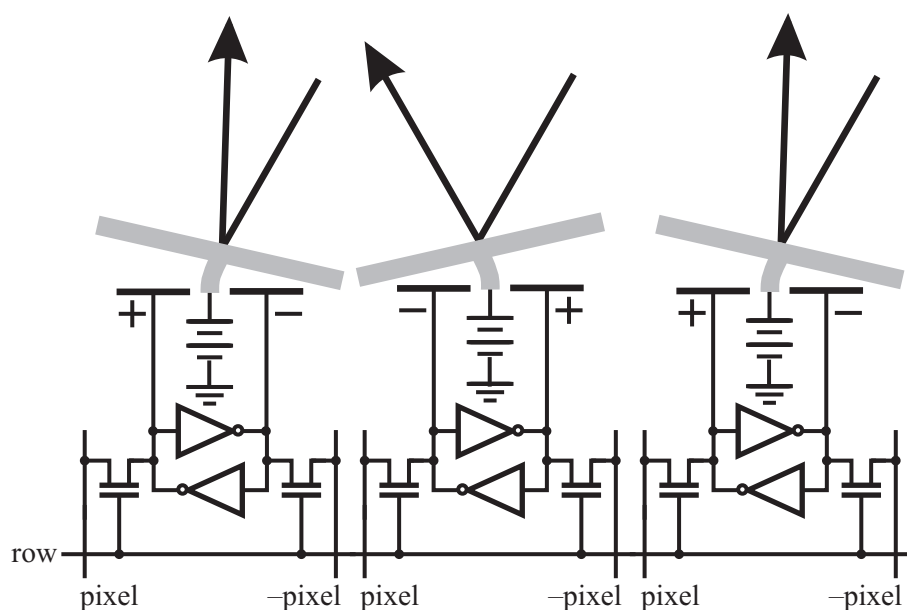 + − − + + −
row
pixel –pixel pixel –pixel pixel –pixel